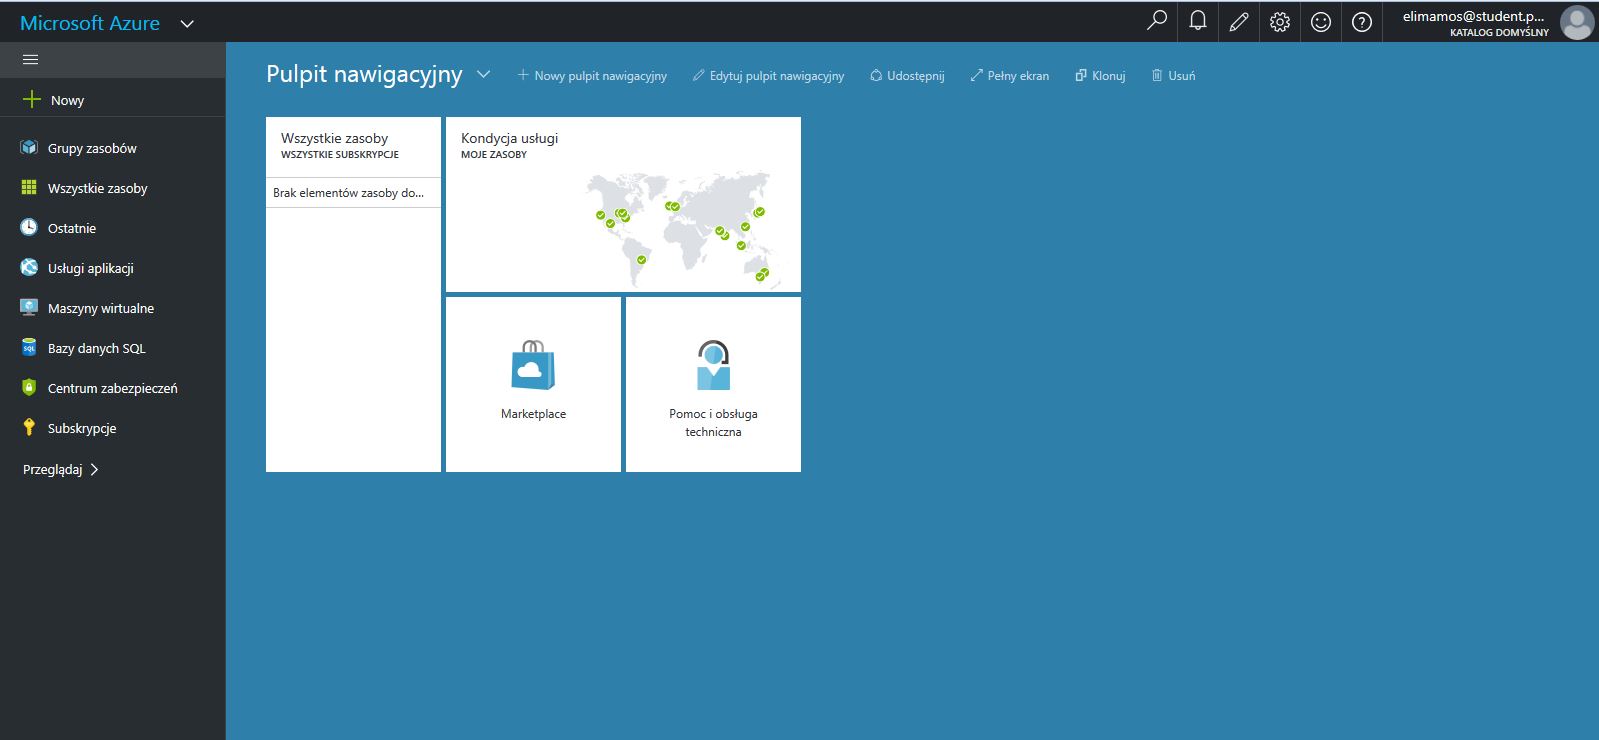 Microsoft Azure
elimamos@student.p...
KATALOG DOMYŚLNY
Nowy
Grupy zasobów
Wszystkie zasoby
Ostatnie
Usługi aplikacji
Maszyny wirtualne
Bazy danych SQL
SQL
Centrum zabezpieczeń
Subskrypcje
Przeglądaj
Pulpit nawigacyjny
Nowy pulpit nawigacyjny
Edytuj pulpit nawigacyjny
Udostępnij
Pełny ekran
Klonuj
Usuń
Wszystkie zasoby
WSZYSTKIE SUBSKRYPCJE
Brak elementów zasoby do...
Kondycja usługi
MOJE ZASOBY
Marketplace
Pomoc i obsługa
techniczna